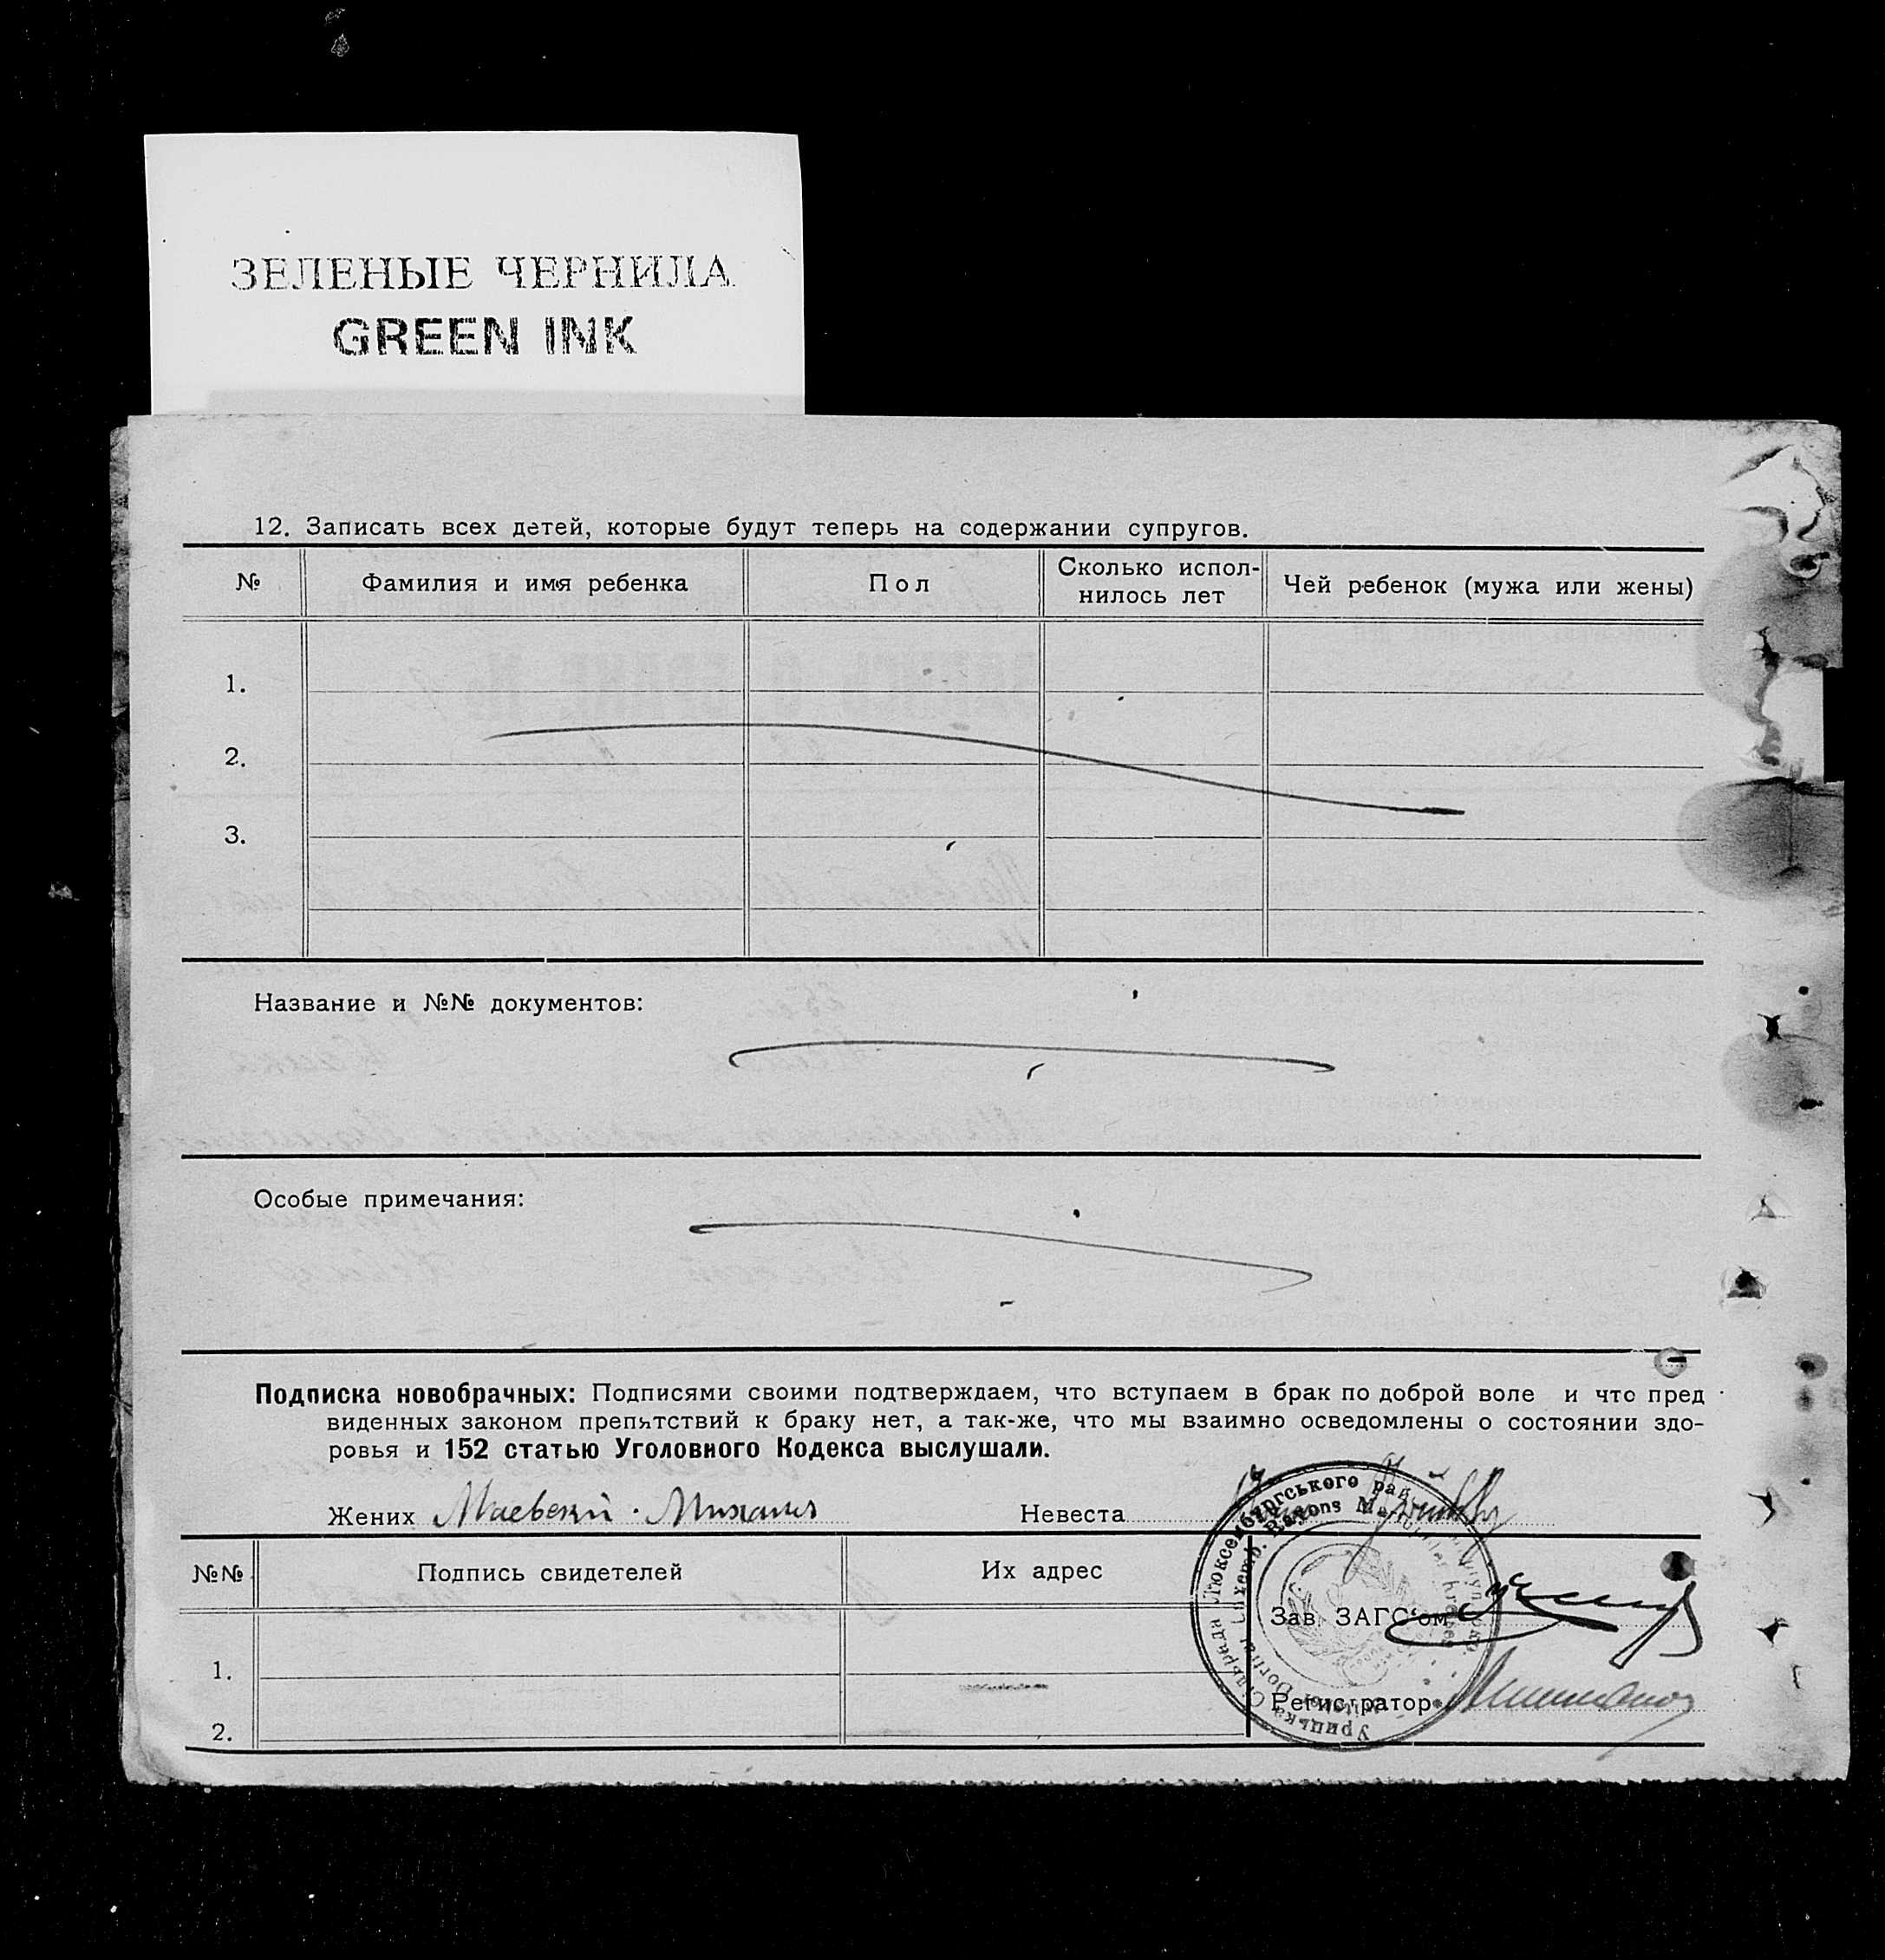 ЗЕЛЕНЫЕ ЧЕРНИЛА
GREEN INK
12. Записать всех детей, которые будут теперь на содержании супругов.
№ Фамилия и имя ребенка Пол Сколько испол-нилось лет Чей ребенок (мужа или жены)
1.
2.
3.
Название и №№ документов:
Особые примечания:
Подписка новобрачных: Подписями своими подтверждаем, что вступаем в брак по доброй воле и что пред
виденных законом препятствий к браку нет, а так-же, что мы взаимно осведомлены о состоянии здо-
ровья и 152 статью Уголовного Кодекса выслушали.
Жених Маевский Михаил Невеста
№№ Подпись свидетелей Их адрес
Зав. ЗАГС'ом
1.
Регистратор
2.